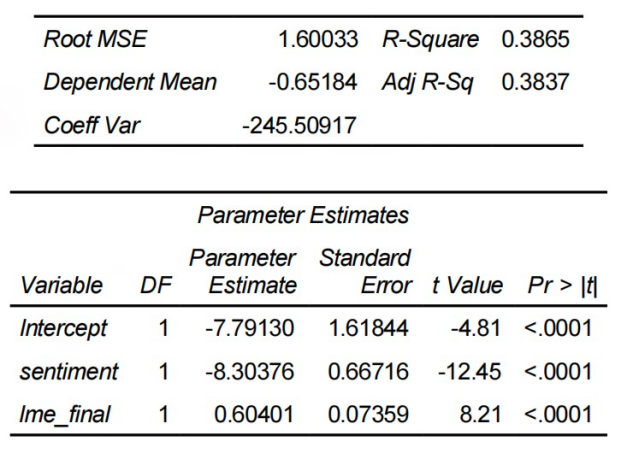 Root MSE 1.60033 R-Square 0.3865
Dependent Mean -0.65184 Adj R-Sq 0.3837
Coeff Var -245.50917
Parameter Estimates
Parameter Standard
Variable DF Estimate Error t Value Pr > |t|
Intercept 1 -7.79130 1.61844 -4.81 <.0001
sentiment 1 -8.30376 0.66716 -12.45 <.0001
lme_final 1 0.60401 0.07359 8.21 <.0001